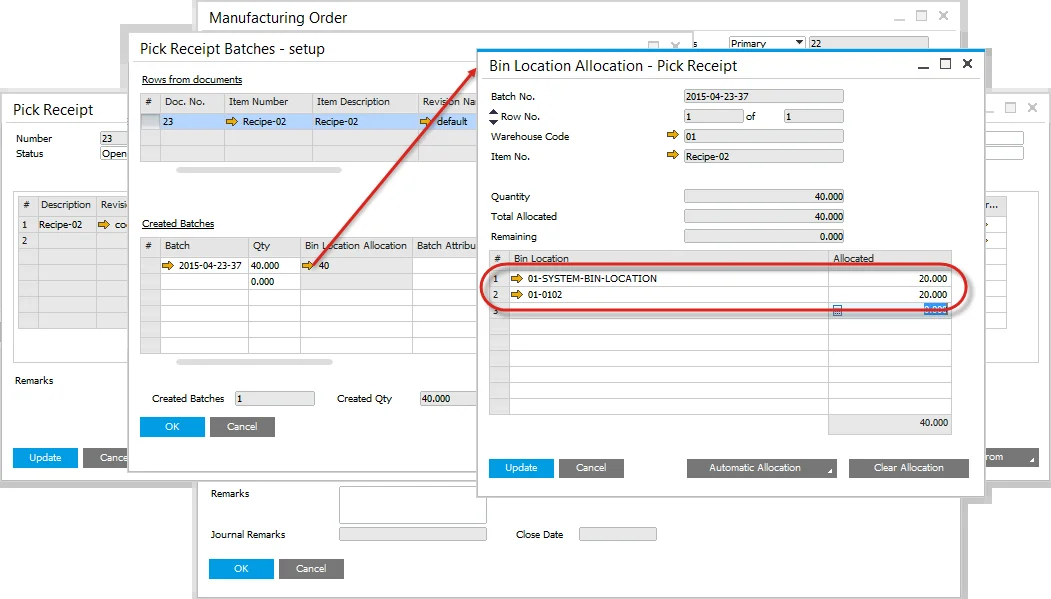 Manufacturing Order
s Primary 22
Pick Receipt Batches - setup
Rows from documents
# Doc. No. Item Number Item Description Revision Na
23 Recipe-02 Recipe-02 default
Created Batches
# Batch Qty Bin Location Allocation Batch Attribu
2015-04-23-37 40.000 40
0.000
Created Batches 1 Created Qty 40.000
OK Cancel
Pick Receipt
Number 23
Status Open
# Description Revisi
1 Recipe-02 co
2
Remarks
Update Cance
Bin Location Allocation - Pick Receipt
Batch No. 2015-04-23-37
Row No. 1 of 1
Warehouse Code 01
Item No. Recipe-02
Quantity 40.000
Total Allocated 40.000
Remaining 0.000
# Bin Location Allocated
1 01-SYSTEM-BIN-LOCATION 20.000
2 01-0102 20.000
3 0.000
40.000
Update Cancel Automatic Allocation Clear Allocation
r...
rom
Remarks
Journal Remarks Close Date
OK Cancel